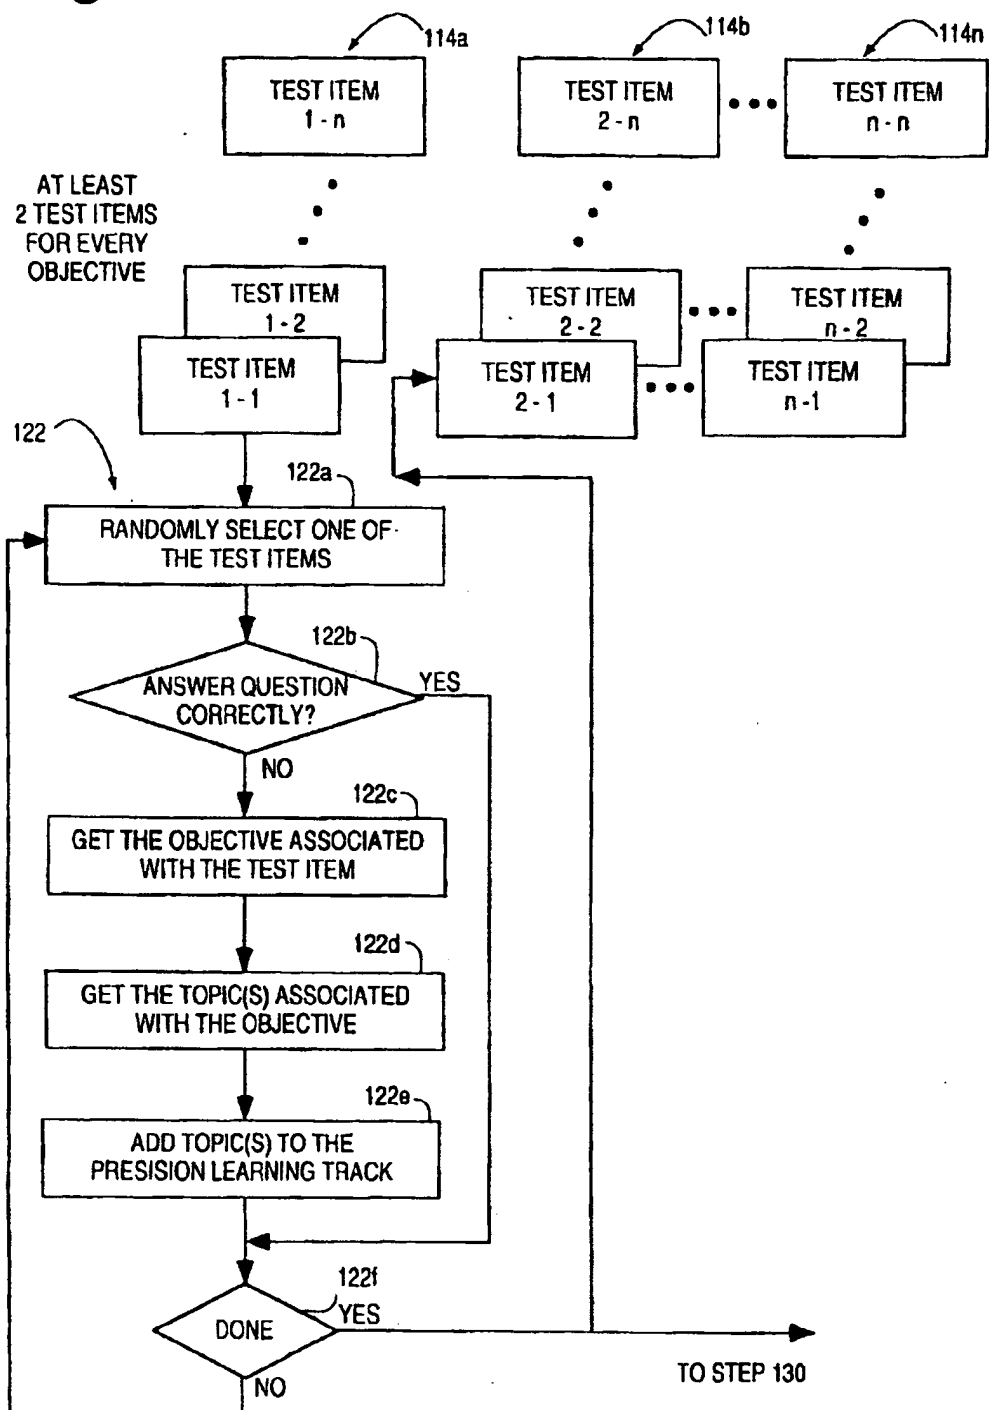 114a
114b
114n
TEST ITEM
1 - n
TEST ITEM
2 - n
TEST ITEM
n - n
AT LEAST
2 TEST ITEMS
FOR EVERY
OBJECTIVE
TEST ITEM
1 - 2
TEST ITEM
2 - 2
TEST ITEM
n - 2
TEST ITEM
1 - 1
TEST ITEM
2 - 1
TEST ITEM
n - 1
122
122a
RANDOMLY SELECT ONE OF
THE TEST ITEMS
122b
ANSWER QUESTION
CORRECTLY?
YES
NO
122c
GET THE OBJECTIVE ASSOCIATED
WITH THE TEST ITEM
122d
GET THE TOPIC(S) ASSOCIATED
WITH THE OBJECTIVE
122e
ADD TOPIC(S) TO THE
PRESISION LEARNING TRACK
122f
DONE
YES
NO
TO STEP 130